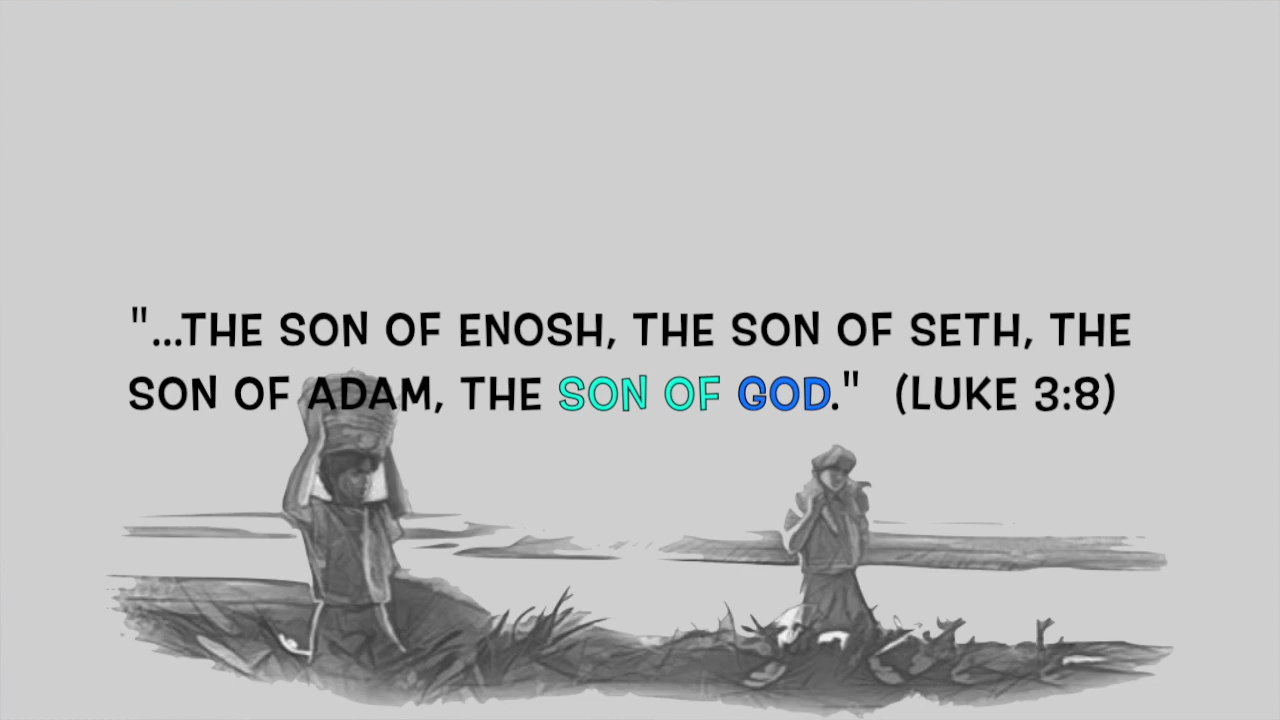 "...THE SON OF ENOSH, THE SON OF SETH, THE
SON OF ADAM, THE SON OF GOD." (LUKE 3:8)